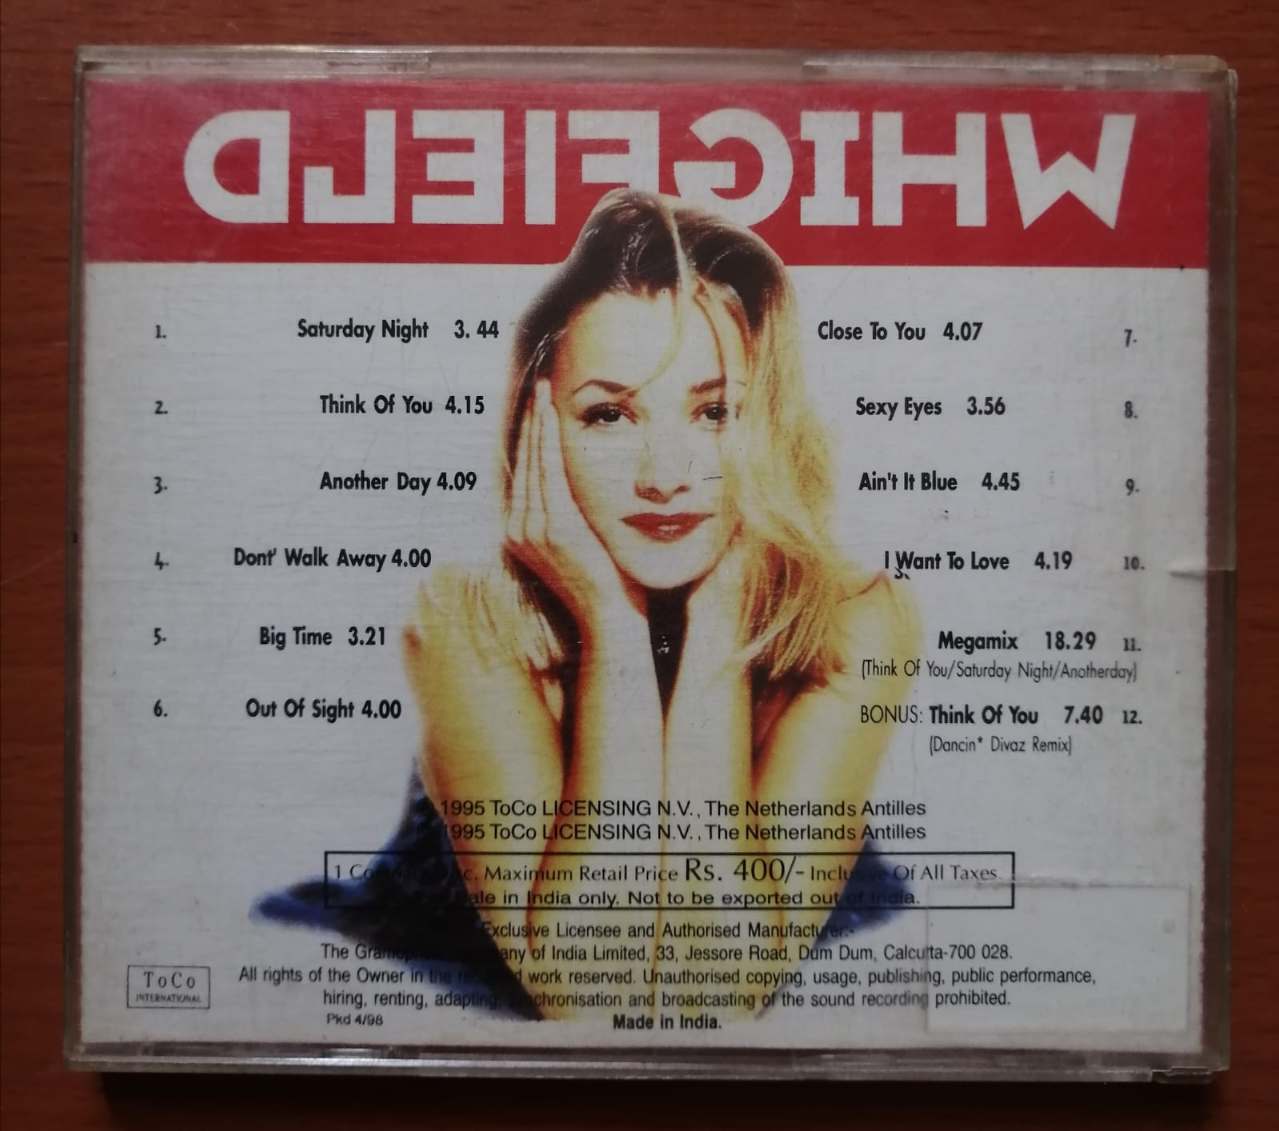 WHIGFIELD
1. Saturday Night 3. 44
2. Think Of You 4.15
3. Another Day 4.09
4. Dont' Walk Away 4.00
5. Big Time 3.21
6. Out Of Sight 4.00
Close To You 4.07 7.
Sexy Eyes 3.56 8.
Ain't It Blue 4.45 9.
I Want To Love 4.19 10.
Megamix 18.29 11.
(Think Of You/Saturday Night/Anotherday)
BONUS: Think Of You 7.40 12.
(Dancin* Divaz Remix)
1995 ToCo LICENSING N.V., The Netherlands Antilles
1995 ToCo LICENSING N.V., The Netherlands Antilles
1 Maximum Retail Price Rs. 400/- Inclusive Of All Taxes
Sale in India only. Not to be exported out of India.
Exclusive Licensee and Authorised Manufacturer:-
The Gramophone Company of India Limited, 33, Jessore Road, Dum Dum, Calcutta-700 028.
All rights of the Owner in the recorded work reserved. Unauthorised copying, usage, publishing, public performance,
hiring, renting, adapting, synchronisation and broadcasting of the sound recording prohibited.
ToCo
INTERNATIONAL
Pkd 4/98
Made in India.